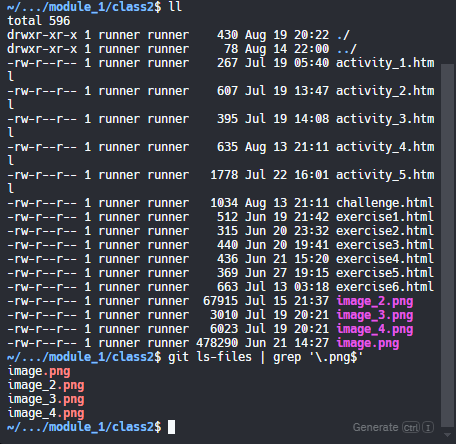 ~/.../module_1/class2$ ll
total 596
drwxr-xr-x 1 runner runner    430 Aug 19 20:22 ./
drwxr-xr-x 1 runner runner     78 Aug 14 22:00 ../
-rw-r--r-- 1 runner runner    267 Jul 19 05:40 activity_1.htm
l
-rw-r--r-- 1 runner runner    607 Jul 19 13:47 activity_2.htm
l
-rw-r--r-- 1 runner runner    395 Jul 19 14:08 activity_3.htm
l
-rw-r--r-- 1 runner runner    635 Aug 13 21:11 activity_4.htm
l
-rw-r--r-- 1 runner runner   1778 Jul 22 16:01 activity_5.htm
l
-rw-r--r-- 1 runner runner   1034 Aug 13 21:11 challenge.html
-rw-r--r-- 1 runner runner    512 Jun 19 21:42 exercise1.html
-rw-r--r-- 1 runner runner    315 Jun 20 23:32 exercise2.html
-rw-r--r-- 1 runner runner    440 Jun 20 19:41 exercise3.html
-rw-r--r-- 1 runner runner    436 Jun 21 15:20 exercise4.html
-rw-r--r-- 1 runner runner    369 Jun 27 19:15 exercise5.html
-rw-r--r-- 1 runner runner    663 Jul 13 03:18 exercise6.html
-rw-r--r-- 1 runner runner  67915 Jul 15 21:37 image_2.png
-rw-r--r-- 1 runner runner   3010 Jul 19 20:21 image_3.png
-rw-r--r-- 1 runner runner   6023 Jul 19 20:21 image_4.png
-rw-r--r-- 1 runner runner 478290 Jun 21 14:27 image.png
~/.../module_1/class2$ git ls-files | grep '\.png$'
image.png
image_2.png
image_3.png
image_4.png
~/.../module_1/class2$
Generate Ctrl I